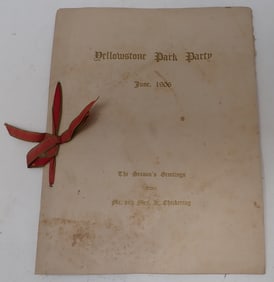 Yellowstone Park Party
June, 1906
The Season's Greetings
from
Mr. and Mrs. K. Chickering